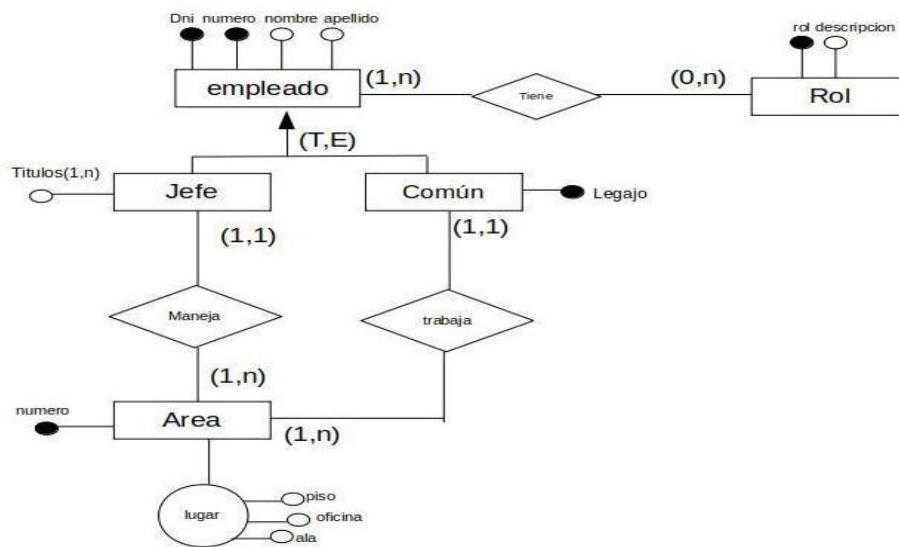 Dni numero nombre apellido
rol descripcion
empleado
(1,n)
Tiene
(0,n)
Rol
(T,E)
Titulos(1,n)
Jefe
Común
Legajo
(1,1)
(1,1)
Maneja
trabaja
(1,n)
numero
Area
(1,n)
lugar
piso
oficina
ala